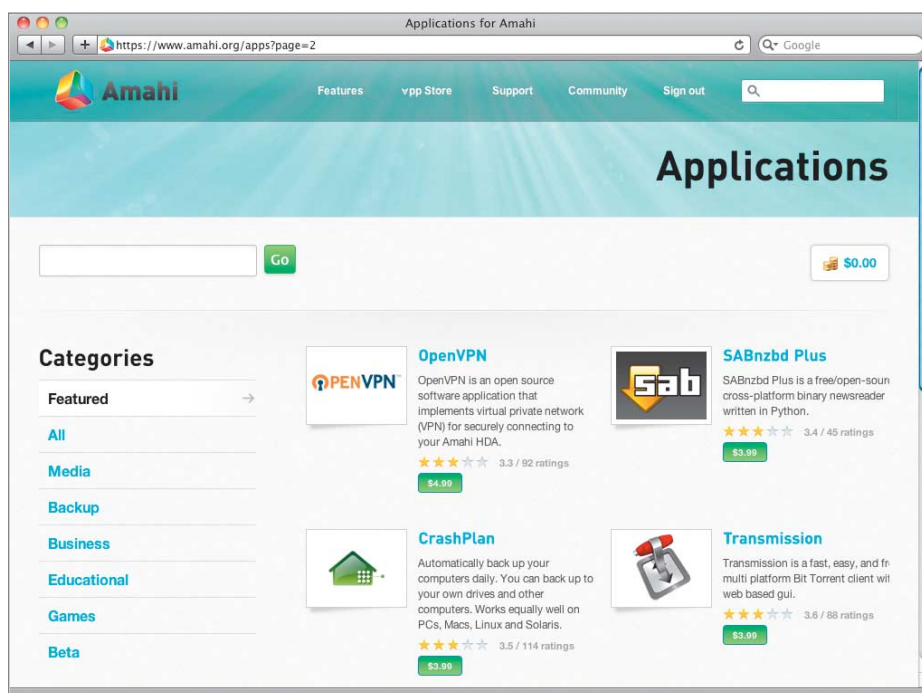 Applications for Amahi
https://www.amahi.org/apps?page=2
Google
Amahi
Features
vpp Store
Support
Community
Sign out
Applications
Go
$0.00
Categories
Featured
All
Media
Backup
Business
Educational
Games
Beta
OPENVPN
OpenVPN
OpenVPN is an open source
software application that
implements virtual private network
(VPN) for securely connecting to
your Amahi HDA.
3.3 / 92 ratings
$4.99
sab
SABnzbd Plus
SABnzbd Plus is a free/open-sourc
cross-platform binary newsreader
written in Python.
3.4 / 45 ratings
$3.99
CrashPlan
Automatically back up your
computers daily. You can back up to
your own drives and other
computers. Works equally well on
PCs, Macs, Linux and Solaris.
3.5 / 114 ratings
$3.99
Transmission
Transmission is a fast, easy, and fr
multi platform Bit Torrent client wit
web based gui.
3.6 / 88 ratings
$3.99